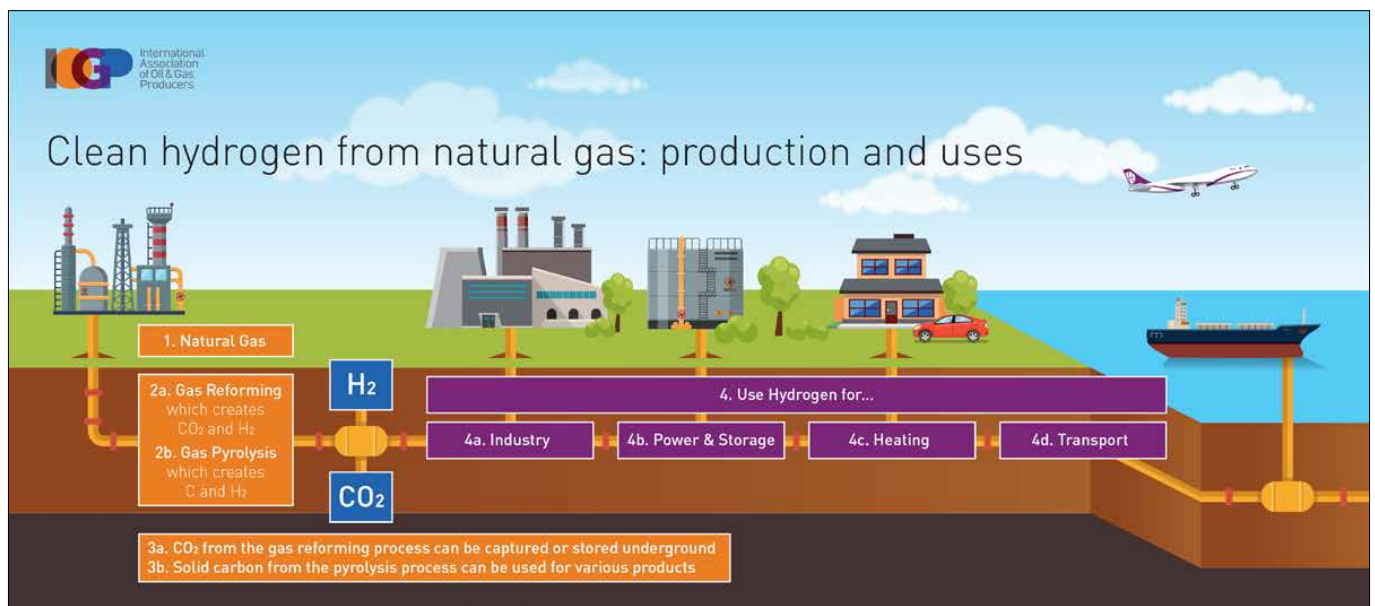 IOGP
International
Association
of Oil & Gas
Producers
Clean hydrogen from natural gas: production and uses
1. Natural Gas
2a. Gas Reforming
which creates
CO₂ and H₂
2b. Gas Pyrolysis
which creates
C and H₂
H₂
CO₂
4. Use Hydrogen for...
4a. Industry
4b. Power & Storage
4c. Heating
4d. Transport
3a. CO₂ from the gas reforming process can be captured or stored underground
3b. Solid carbon from the pyrolysis process can be used for various products